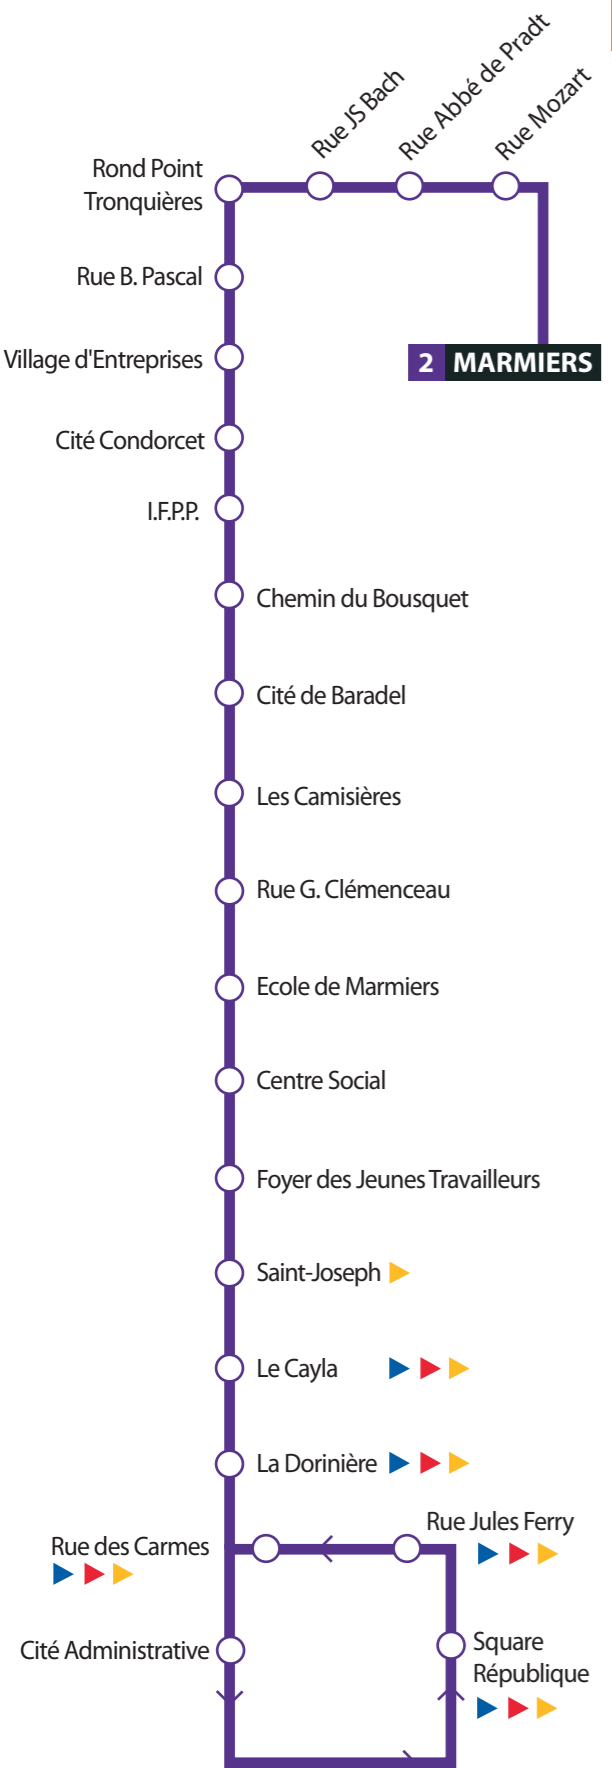 Rue JS Bach
Rue Abbé de Pradt
Rue Mozart
Rond Point
Tronquières
Rue B. Pascal
Village d'Entreprises
2 MARMIERS
Cité Condorcet
I.F.P.P.
Chemin du Bousquet
Cité de Baradel
Les Camisières
Rue G. Clémenceau
Ecole de Marmiers
Centre Social
Foyer des Jeunes Travailleurs
Saint-Joseph
Le Cayla
La Dorinière
Rue Jules Ferry
Rue des Carmes
Cité Administrative
Square
République